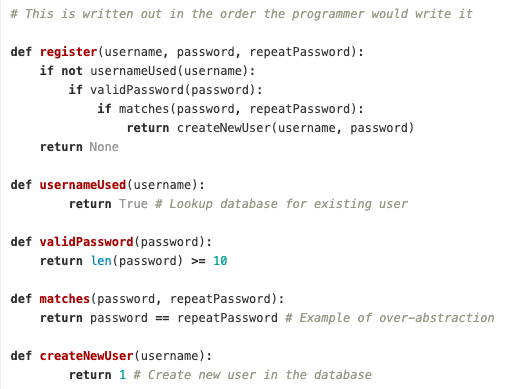 # This is written out in the order the programmer would write it
def register(username, password, repeatPassword):
    if not usernameUsed(username):
        if validPassword(password):
            if matches(password, repeatPassword):
                return createNewUser(username, password)
    return None
def usernameUsed(username):
        return True # Lookup database for existing user
def validPassword(password):
    return len(password) >= 10
def matches(password, repeatPassword):
    return password == repeatPassword # Example of over-abstraction
def createNewUser(username):
        return 1 # Create new user in the database